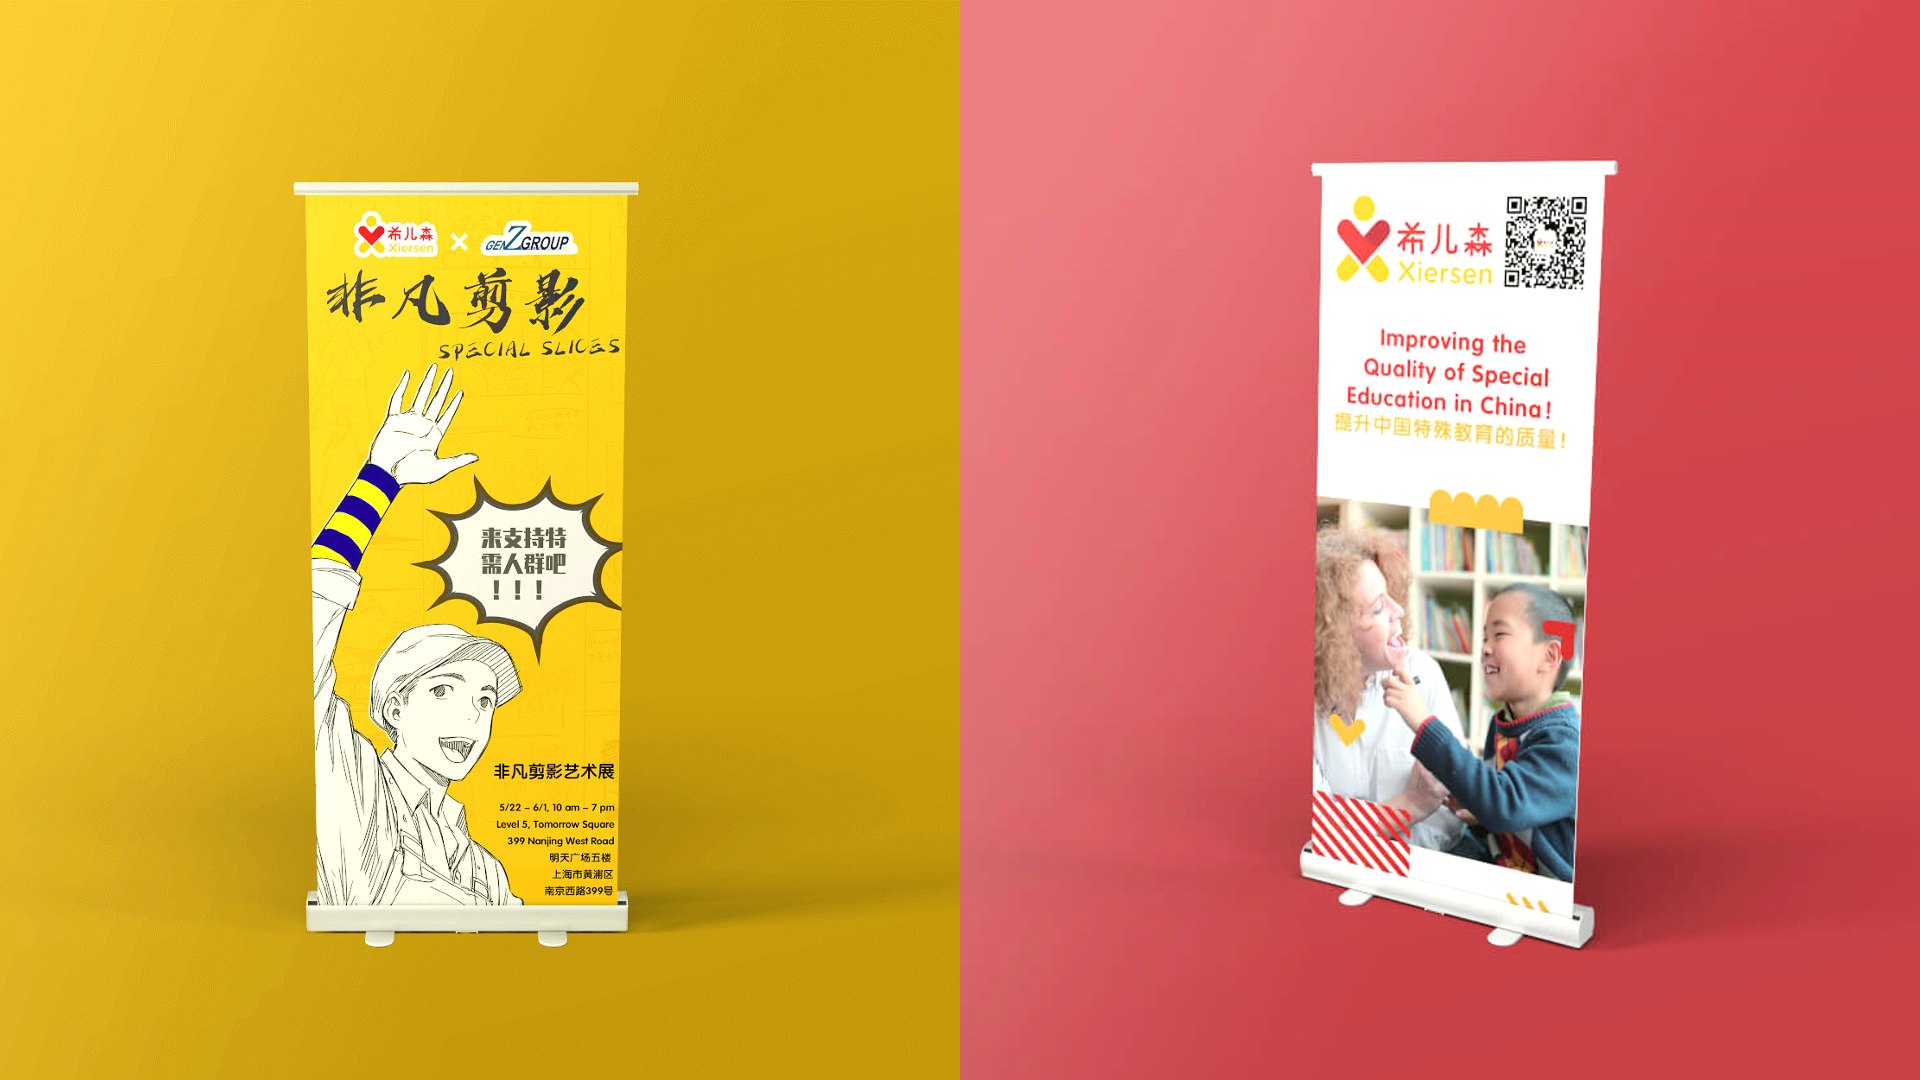 希儿森
Xiersen
×
GEN Z GROUP
非凡剪影
SPECIAL SLICES
来支持特
需人群吧
！！！
非凡剪影艺术展
5/22 – 6/1, 10 am – 7 pm
Level 5, Tomorrow Square
399 Nanjing West Road
明天广场五楼
上海市黄浦区
南京西路399号
希儿森
Xiersen
Improving the
Quality of Special
Education in China!
提升中国特殊教育的质量!